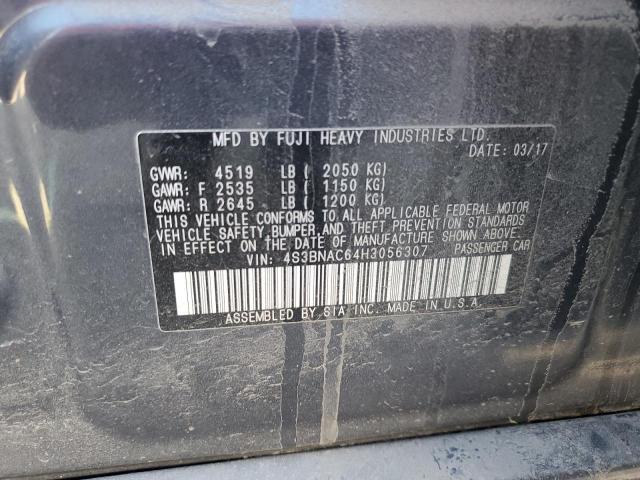 MFD BY FUJI HEAVY INDUSTRIES LTD.
DATE: 03/17
GVWR: 4519 LB ( 2050 KG)
GAWR: F 2535 LB ( 1150 KG)
GAWR: R 2645 LB ( 1200 KG)
THIS VEHICLE CONFORMS TO ALL APPLICABLE FEDERAL MOTOR
VEHICLE SAFETY, BUMPER, AND THEFT PREVENTION STANDARDS
IN EFFECT ON THE DATE OF MANUFACTURE SHOWN ABOVE.
VIN: 4S3BNAC64H3056307 PASSENGER CAR
ASSEMBLED BY SIA INC. MADE IN U.S.A.